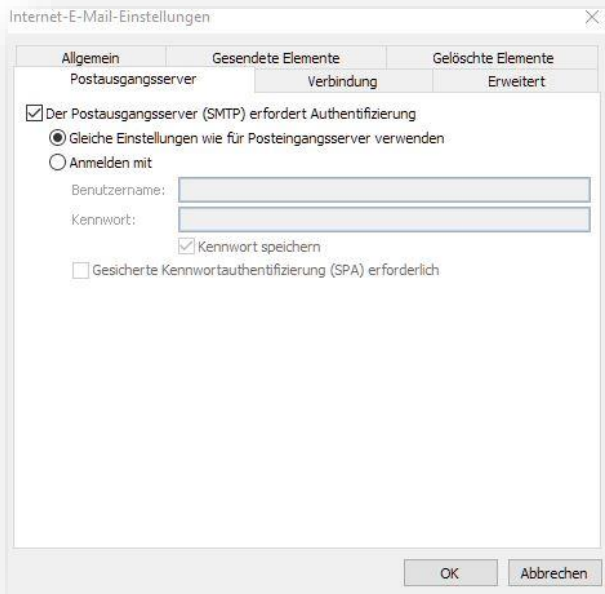 Internet-E-Mail-Einstellungen
Allgemein Gesendete Elemente Gelöschte Elemente
Postausgangsserver Verbindung Erweitert
Der Postausgangsserver (SMTP) erfordert Authentifizierung
Gleiche Einstellungen wie für Posteingangsserver verwenden
Anmelden mit
Benutzername:
Kennwort:
Kennwort speichern
Gesicherte Kennwortauthentifizierung (SPA) erforderlich
OK Abbrechen